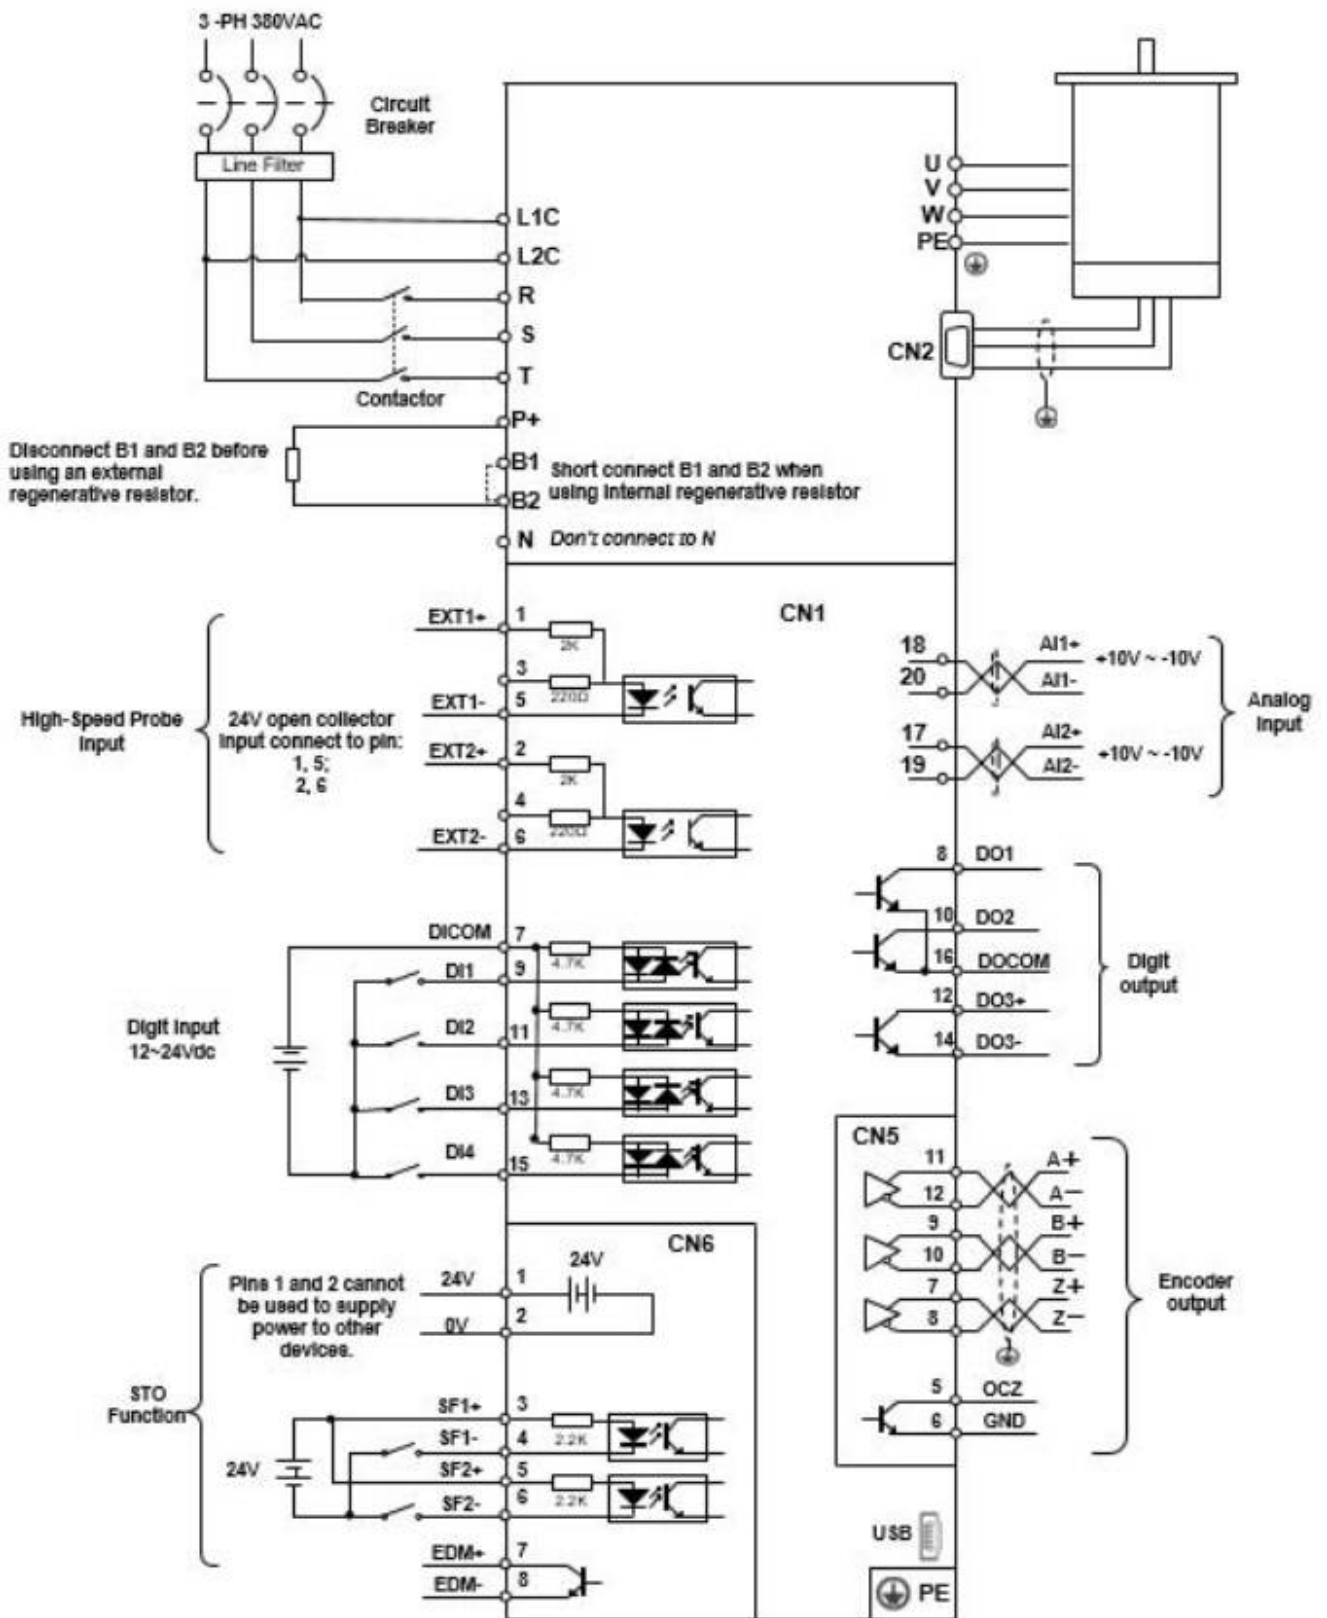 3 -PH 380VAC
Circuit
Breaker
Line Filter
L1C
L2C
R
S
T
Contactor
P+
B1
B2
N
Disconnect B1 and B2 before
using an external
regenerative resistor.
Short connect B1 and B2 when
using internal regenerative resistor
Don't connect to N
U
V
W
PE
CN2
CN1
High-Speed Probe
Input
24V open collector
input connect to pin:
1, 5;
2, 6
EXT1+
1
2K
3
220Ω
EXT1-
5
EXT2+
2
2K
4
220Ω
EXT2-
6
18
AI1+
+10V ~ -10V
20
AI1-
17
AI2+
+10V ~ -10V
19
AI2-
Analog
Input
Digit Input
12~24Vdc
DICOM
7
4.7K
DI1
9
4.7K
DI2
11
4.7K
DI3
13
4.7K
DI4
15
8
DO1
10
DO2
16
DOCOM
12
DO3+
14
DO3-
Digit
output
CN5
11
A+
12
A−
9
B+
10
B−
7
Z+
8
Z−
5
OCZ
6
GND
Encoder
output
CN6
STO
Function
Pins 1 and 2 cannot
be used to supply
power to other
devices.
24V
1
24V
0V
2
24V
SF1+
3
2.2K
SF1-
4
SF2+
5
2.2K
SF2-
6
EDM+
7
EDM-
8
USB
PE